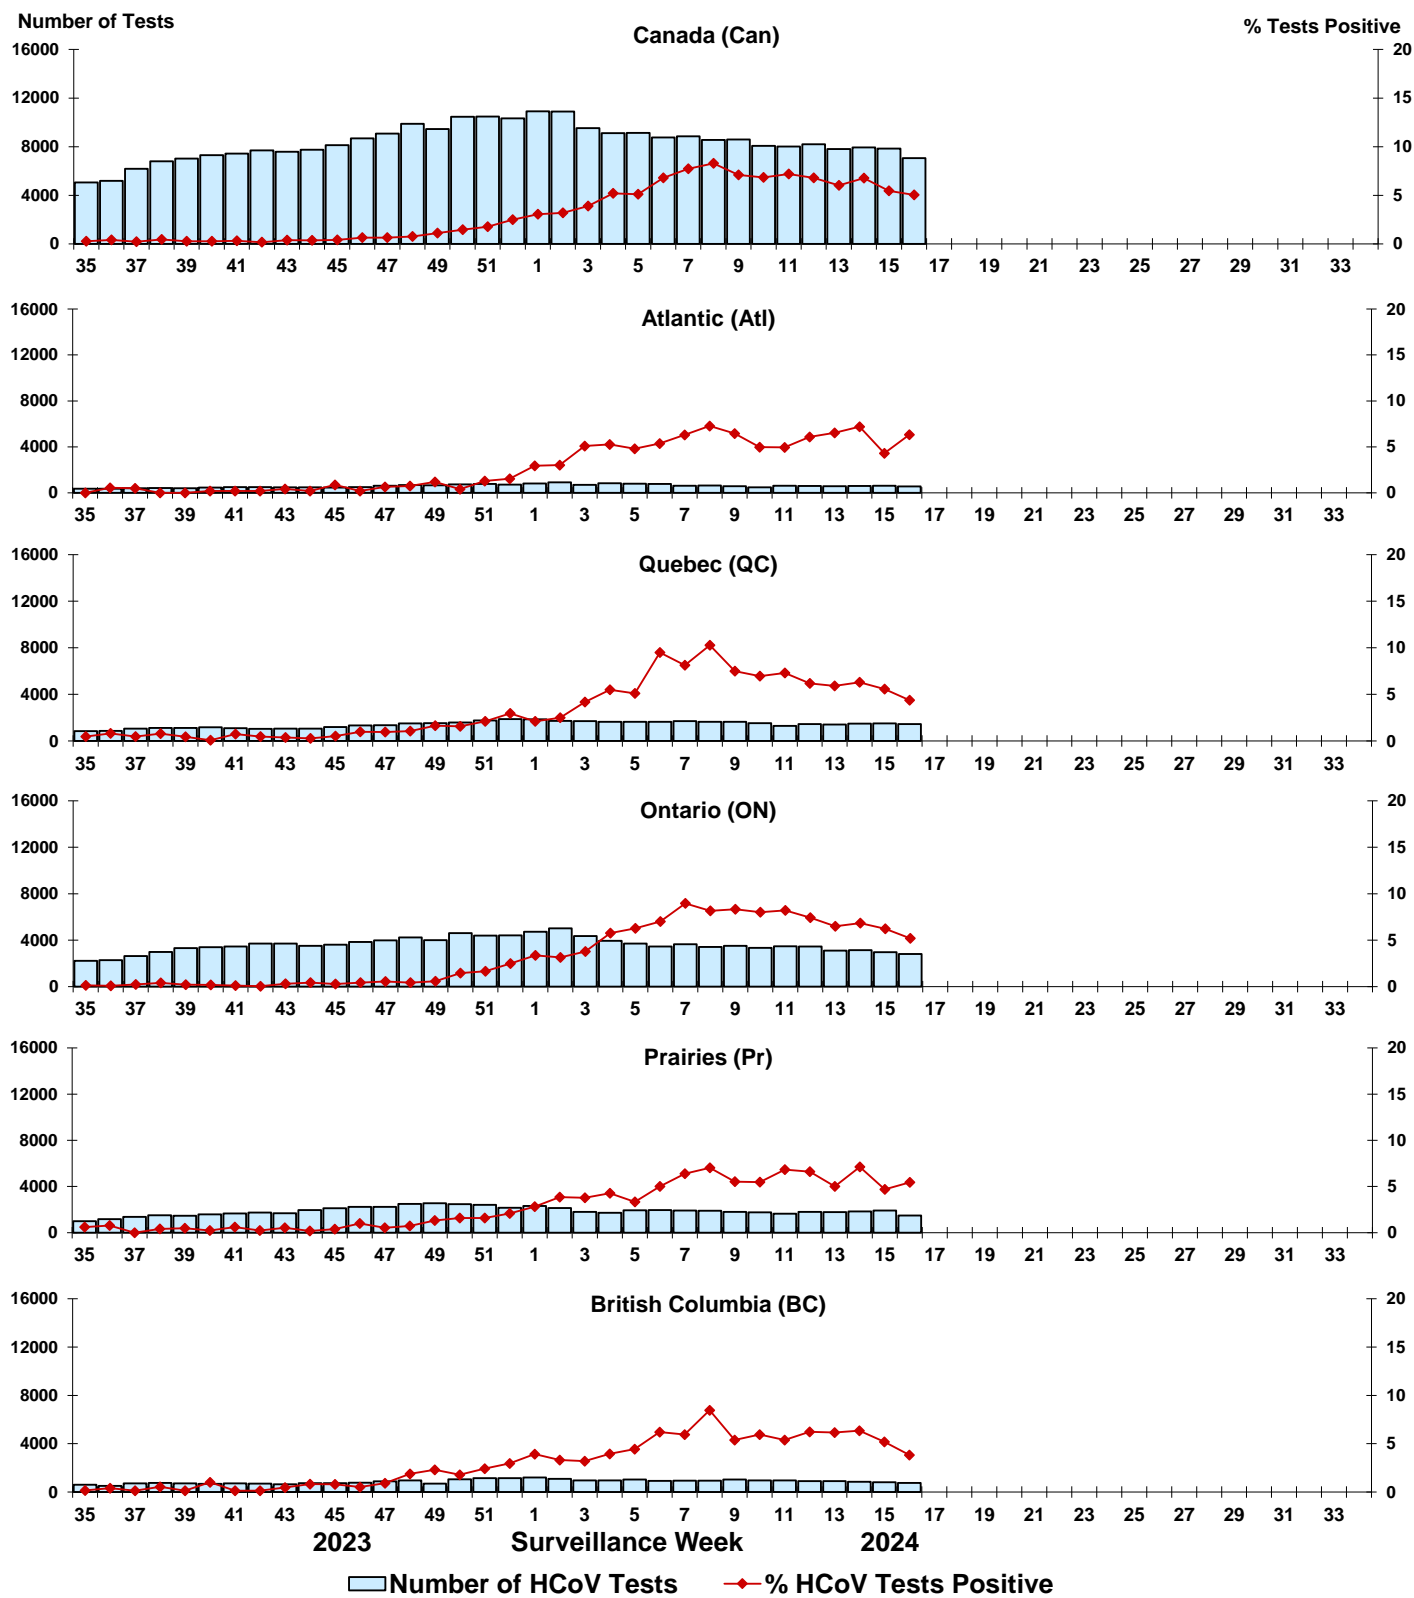 Number of Tests
Canada (Can)
% Tests Positive
16000 20
12000 15
8000 10
4000 5
0 0
35 37 39 41 43 45 47 49 51 1 3 5 7 9 11 13 15 17 19 21 23 25 27 29 31 33
Atlantic (Atl)
16000 20
12000 15
8000 10
4000 5
0 0
35 37 39 41 43 45 47 49 51 1 3 5 7 9 11 13 15 17 19 21 23 25 27 29 31 33
Quebec (QC)
16000 20
12000 15
8000 10
4000 5
0 0
35 37 39 41 43 45 47 49 51 1 3 5 7 9 11 13 15 17 19 21 23 25 27 29 31 33
Ontario (ON)
16000 20
12000 15
8000 10
4000 5
0 0
35 37 39 41 43 45 47 49 51 1 3 5 7 9 11 13 15 17 19 21 23 25 27 29 31 33
Prairies (Pr)
16000 20
12000 15
8000 10
4000 5
0 0
35 37 39 41 43 45 47 49 51 1 3 5 7 9 11 13 15 17 19 21 23 25 27 29 31 33
British Columbia (BC)
16000 20
12000 15
8000 10
4000 5
0 0
35 37 39 41 43 45 47 49 51 1 3 5 7 9 11 13 15 17 19 21 23 25 27 29 31 33
2023 Surveillance Week 2024
Number of HCoV Tests % HCoV Tests Positive